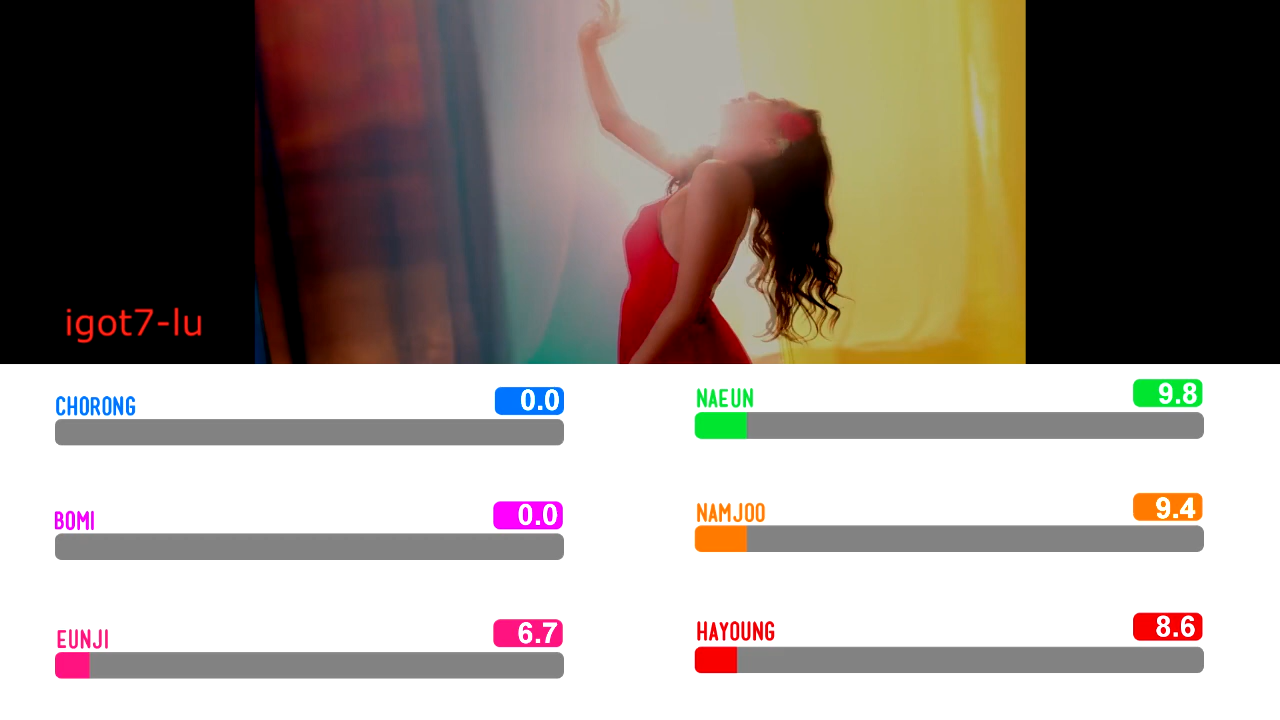 igot7-lu
CHORONG 0.0
NAEUN 9.8
BOMI 0.0
NAMJOO 9.4
EUNJI 6.7
HAYOUNG 8.6